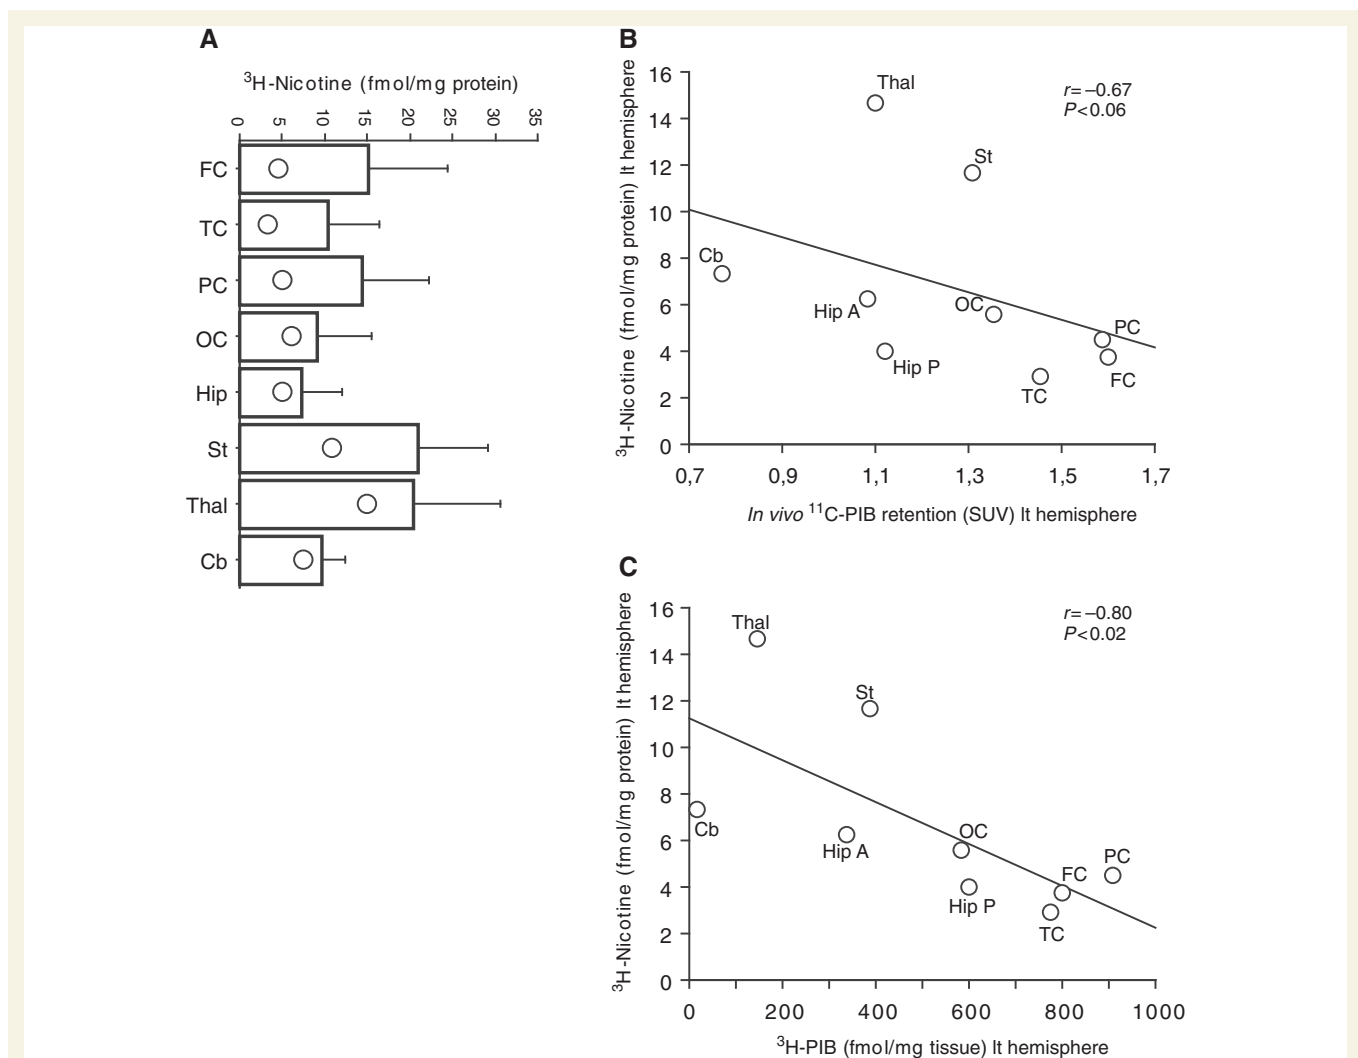 A
³H-Nicotine (fmol/mg protein)
0 5 10 15 20 25 30 35
FC
TC
PC
OC
Hip
St
Thal
Cb
B
³H-Nicotine (fmol/mg protein) lt hemisphere
16
14
12
10
8
6
4
2
0
Thal
r=–0.67
P<0.06
St
Cb
Hip A
OC
PC
Hip P
FC
TC
0,7 0,9 1,1 1,3 1,5 1,7
In vivo ¹¹C-PIB retention (SUV) lt hemisphere
C
³H-Nicotine (fmol/mg protein) lt hemisphere
16
14
12
10
8
6
4
2
0
Thal
r=–0.80
P<0.02
St
Cb
OC
Hip A
PC
FC
Hip P
TC
0 200 400 600 800 1000
³H-PIB (fmol/mg tissue) lt hemisphere